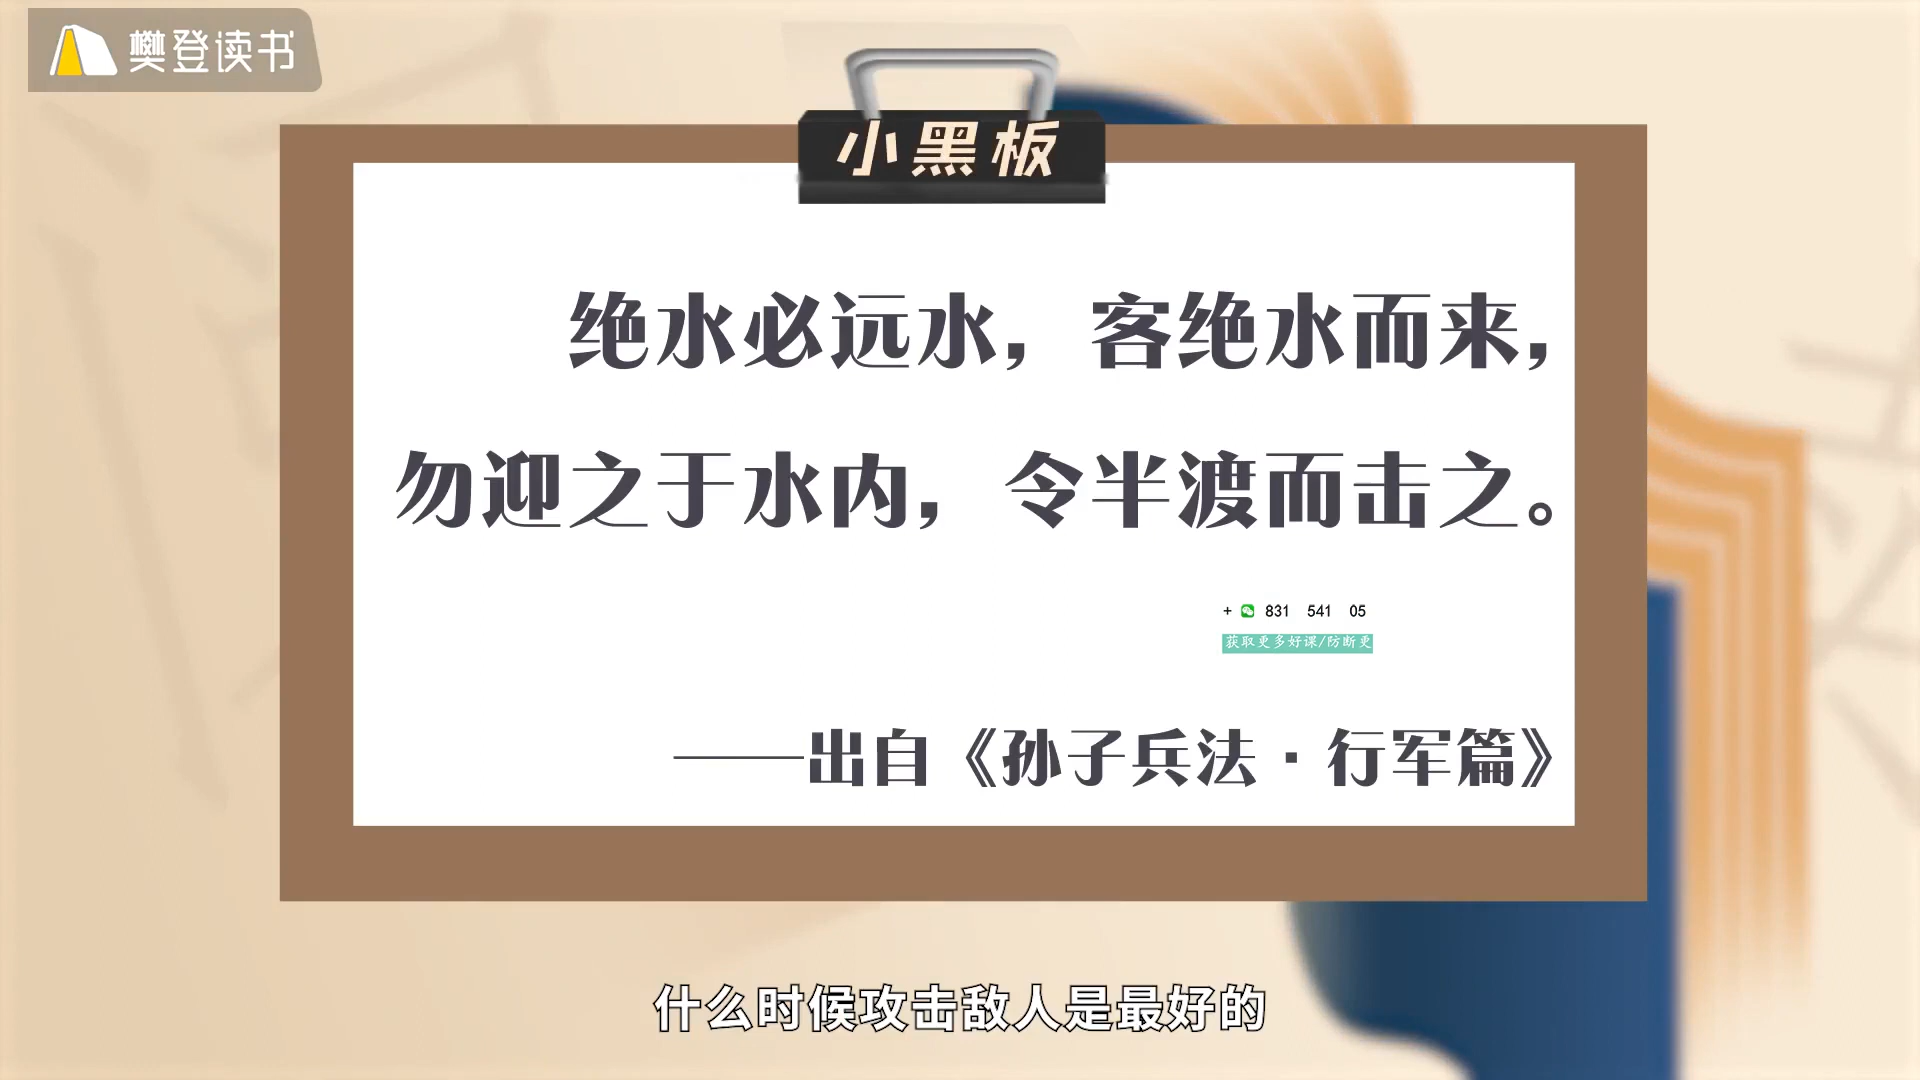 樊登读书
小黑板
绝水必远水，客绝水而来，
勿迎之于水内，令半渡而击之。
+ 831 541 05
获取更多好课/防断更
——出自《孙子兵法·行军篇》
什么时候攻击敌人是最好的